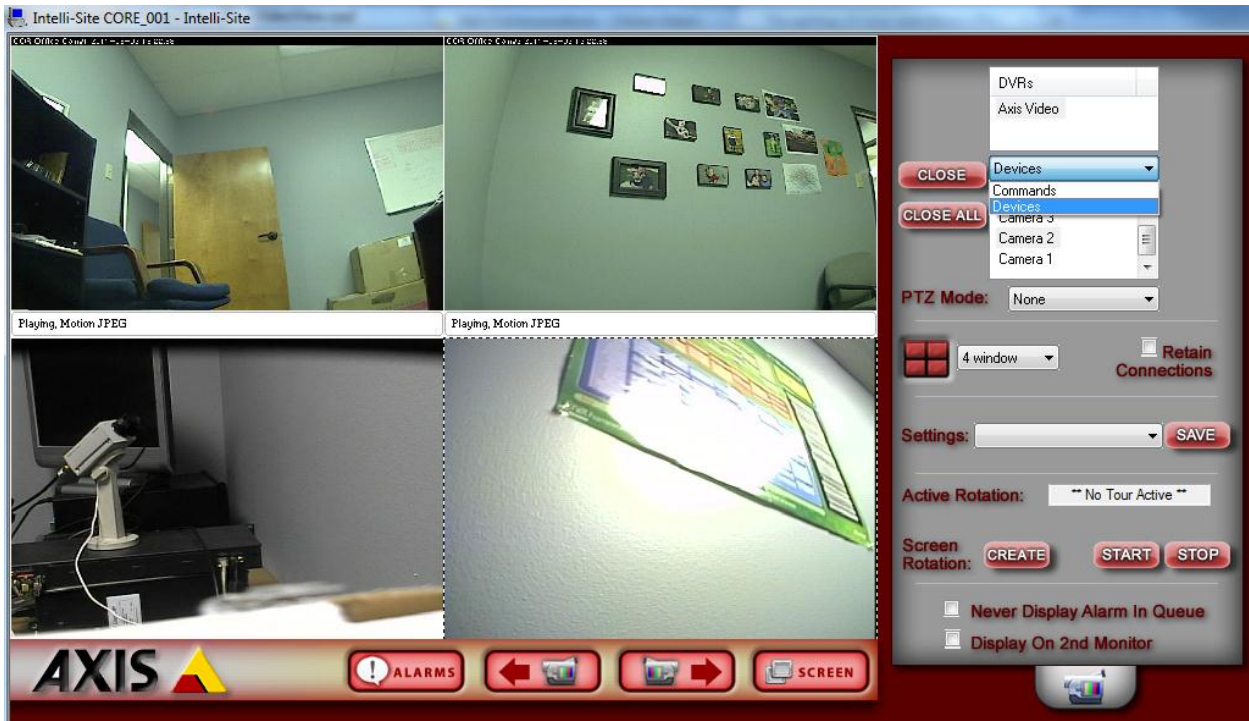 Intelli-Site CORE_001 - Intelli-Site
Playing, Motion JPEG
Playing, Motion JPEG
AXIS
ALARMS
SCREEN
DVRs
Axis Video
CLOSE
Devices
Commands
Devices
CLOSE ALL
Camera 3
Camera 2
Camera 1
PTZ Mode: None
4 window
Retain Connections
Settings:
SAVE
Active Rotation: ** No Tour Active **
Screen Rotation:
CREATE
START
STOP
Never Display Alarm In Queue
Display On 2nd Monitor